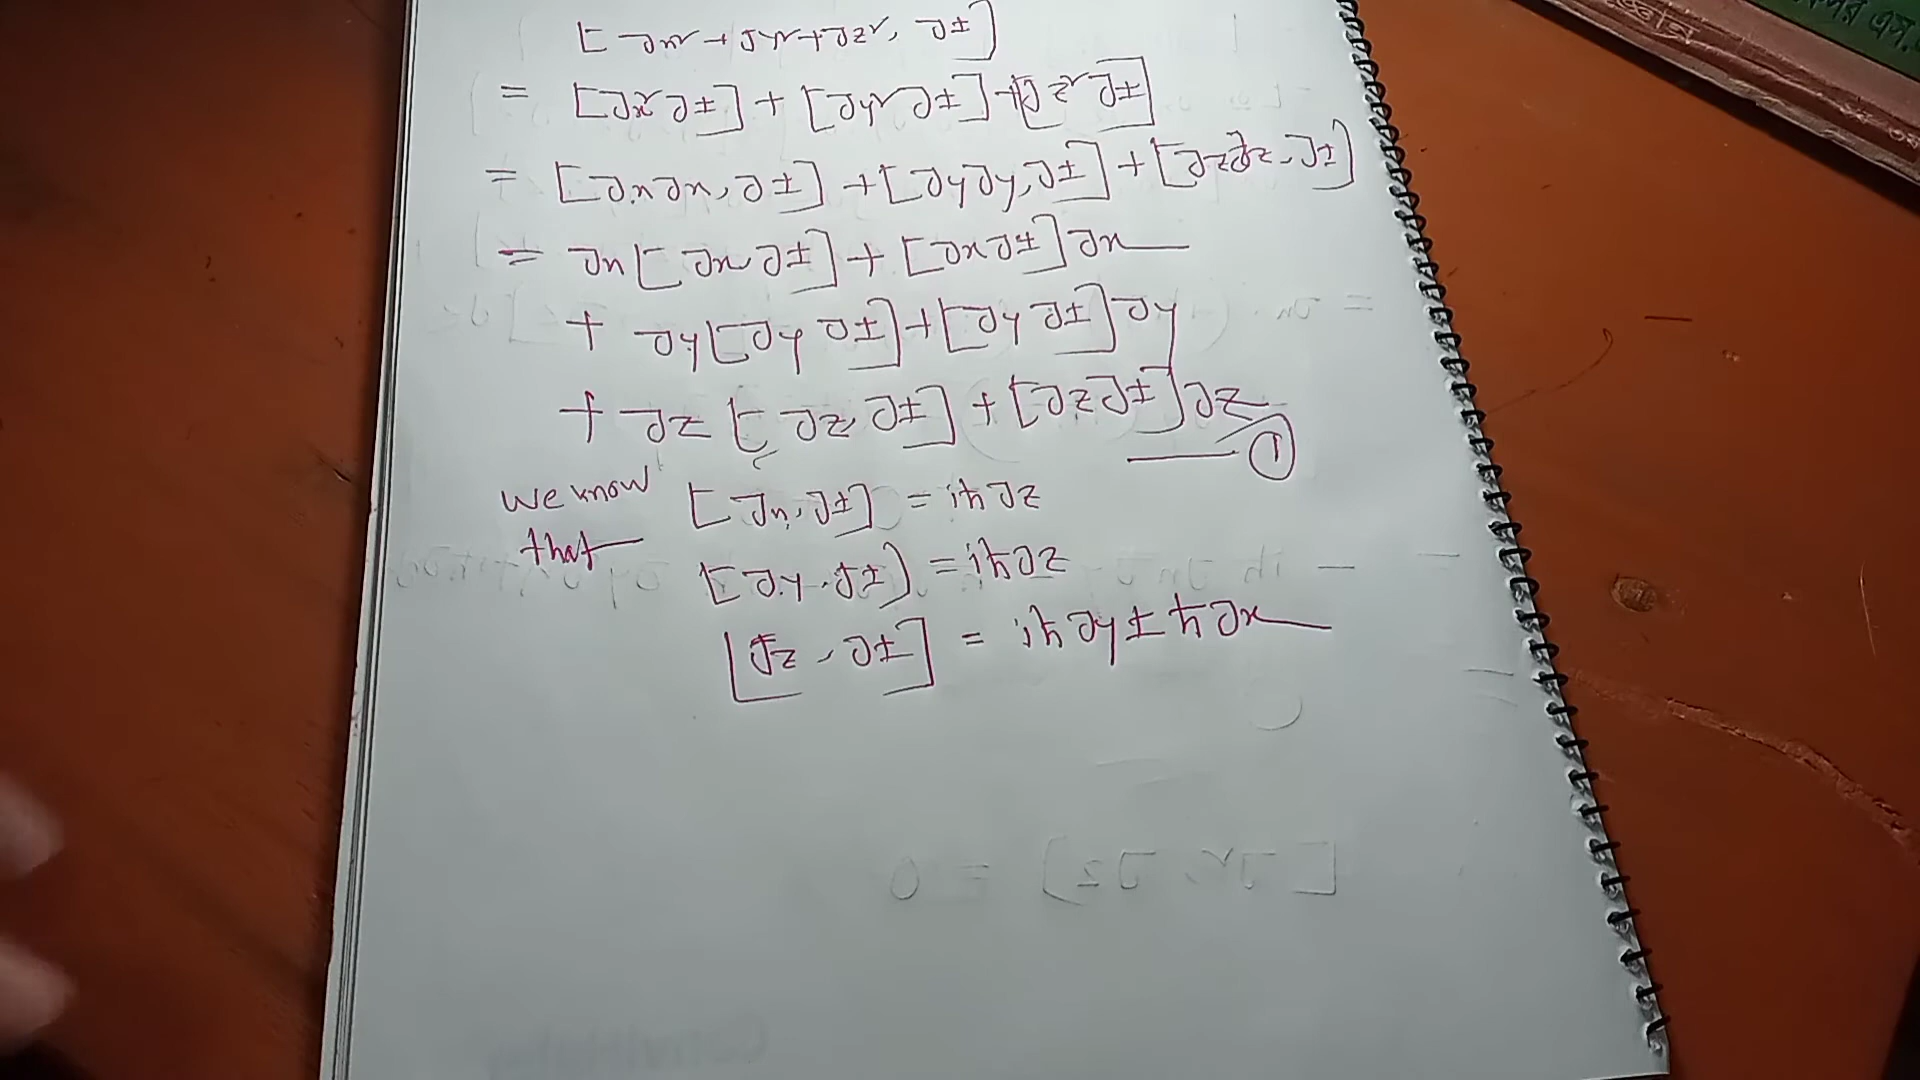 [Jx² + Jy² + Jz², J±]
= [Jx² J±] + [Jy² J±] + [Jz² J±]
= [JxJx, J±] + [JyJy, J±] + [JzJz, J±]
= Jx[Jx J±] + [Jx J±]Jx
+ Jy[Jy J±] + [Jy J±]Jy
+ Jz[Jz, J±] + [Jz J±]Jz
①
We know that [Jx, J±] = iħJz
[Jy, J±] = iħJz
[Jz, J±] = iħJy ± ħJx